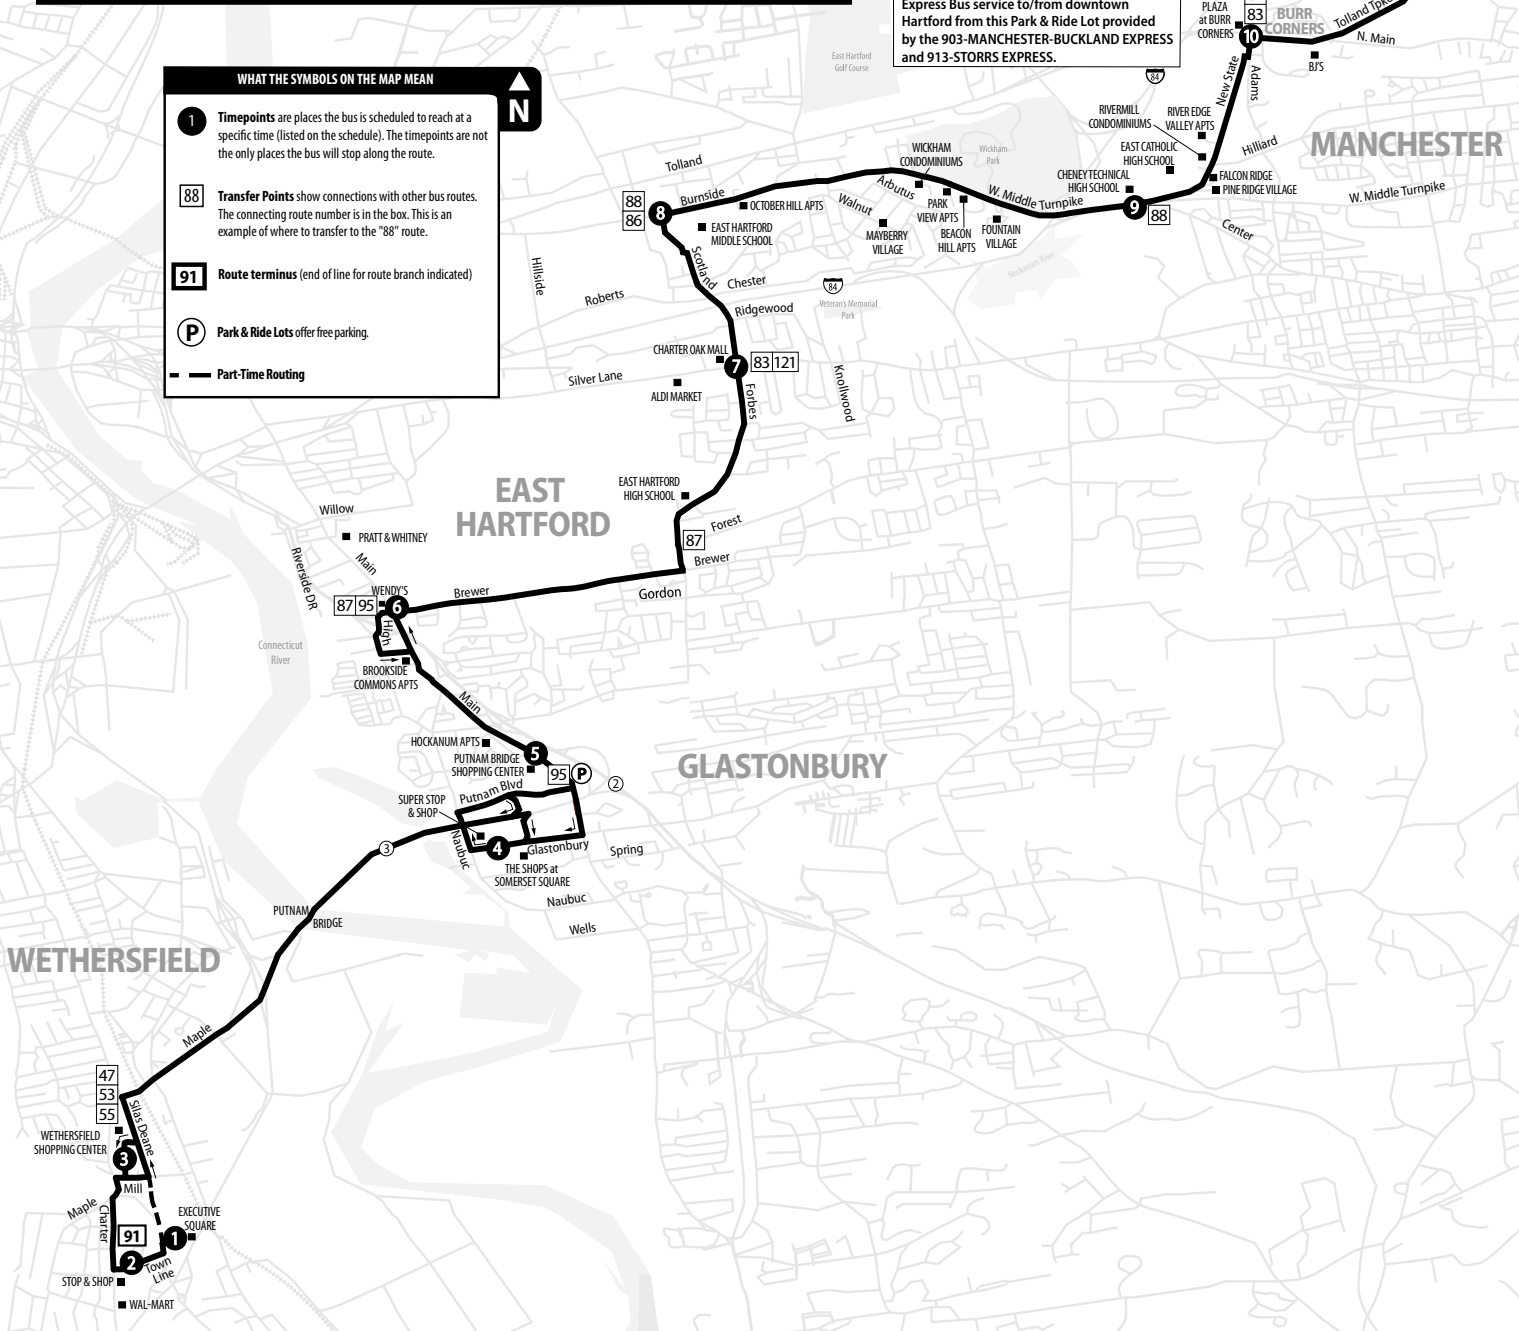 Express Bus service to/from downtown
Hartford from this Park & Ride Lot provided
by the 903-MANCHESTER-BUCKLAND EXPRESS
and 913-STORRS EXPRESS.
PLAZA
at BURR
CORNERS
83
10
BURR
CORNERS
Tolland Tpke
N. Main
BJ'S
East Hartford
Golf Course
84
New State
Adams
WHAT THE SYMBOLS ON THE MAP MEAN
N
1
Timepoints are places the bus is scheduled to reach at a
specific time (listed on the schedule). The timepoints are not
the only places the bus will stop along the route.
88
Transfer Points show connections with other bus routes.
The connecting route number is in the box. This is an
example of where to transfer to the "88" route.
91
Route terminus (end of line for route branch indicated)
P
Park & Ride Lots offer free parking.
Part-Time Routing
RIVERMILL
CONDOMINIUMS
RIVER EDGE
VALLEY APTS
EAST CATHOLIC
HIGH SCHOOL
Hilliard
MANCHESTER
CHENEY TECHNICAL
HIGH SCHOOL
FALCON RIDGE
PINE RIDGE VILLAGE
W. Middle Turnpike
Center
9
88
Wickham
Park
WICKHAM
CONDOMINIUMS
W. Middle Turnpike
Tolland
Burnside
88
86
8
OCTOBER HILL APTS
EAST HARTFORD
MIDDLE SCHOOL
Arbutus
Walnut
MAYBERRY
VILLAGE
PARK
VIEW APTS
BEACON
HILL APTS
FOUNTAIN
VILLAGE
Hockanum River
Scotland
Hillside
Roberts
Chester
Ridgewood
84
Veteran's Memorial
Park
CHARTER OAK MALL
7
83
121
Silver Lane
ALDI MARKET
Forbes
Knollwood
EAST
HARTFORD
EAST HARTFORD
HIGH SCHOOL
Forest
87
Brewer
Gordon
Willow
PRATT & WHITNEY
Main
Riverside DR
WENDY'S
87
95
6
Brewer
High
Connecticut
River
BROOKSIDE
COMMONS APTS
Main
HOCKANUM APTS
5
PUTNAM BRIDGE
SHOPPING CENTER
95
P
2
GLASTONBURY
SUPER STOP
& SHOP
Putnam Blvd
3
Naubuc
4
Glastonbury
Spring
THE SHOPS at
SOMERSET SQUARE
Naubuc
Wells
PUTNAM
BRIDGE
WETHERSFIELD
Maple
47
53
55
Silas Deane
WETHERSFIELD
SHOPPING CENTER
3
Mill
Maple
Charter
EXECUTIVE
SQUARE
91
1
2
Town
Line
STOP & SHOP
WAL-MART